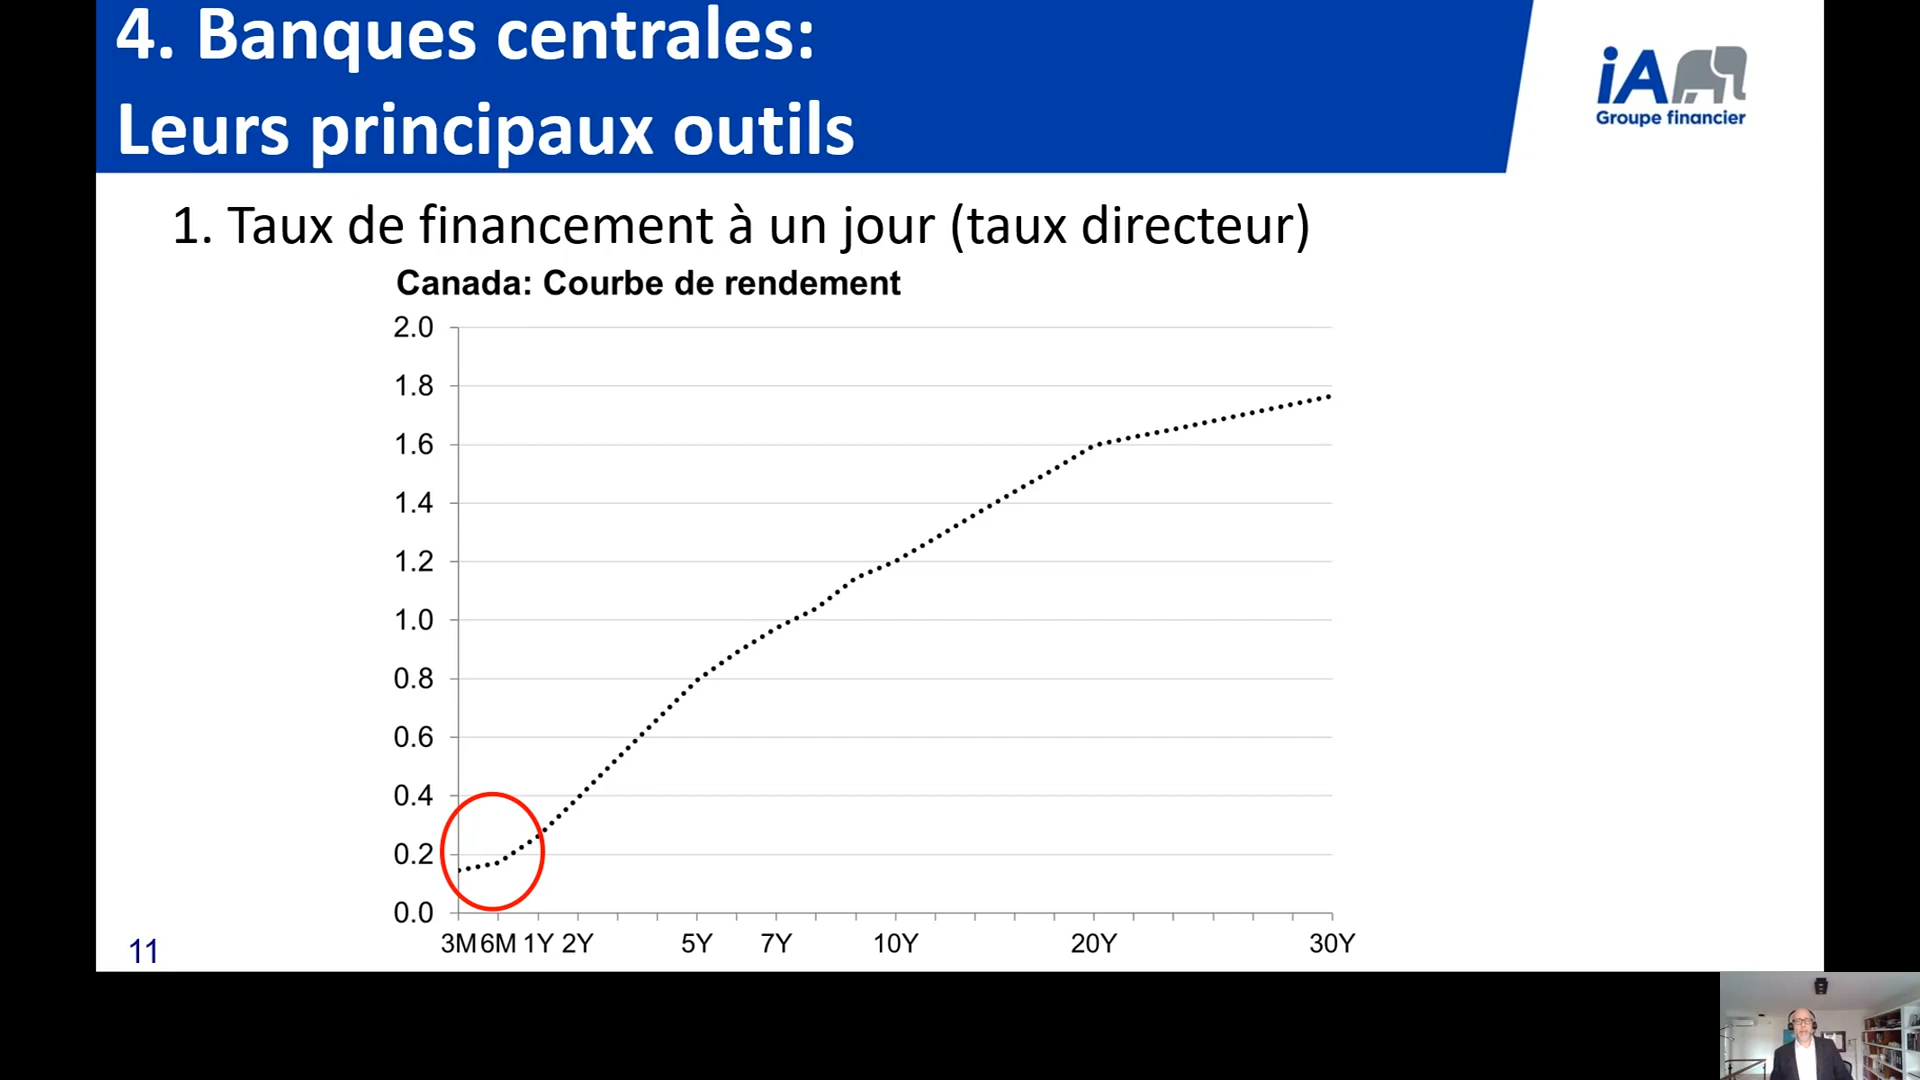 4. Banques centrales:
Leurs principaux outils
iA
Groupe financier
1. Taux de financement à un jour (taux directeur)
Canada: Courbe de rendement
2.0
1.8
1.6
1.4
1.2
1.0
0.8
0.6
0.4
0.2
0.0
3M 6M 1Y 2Y 5Y 7Y 10Y 20Y 30Y
11